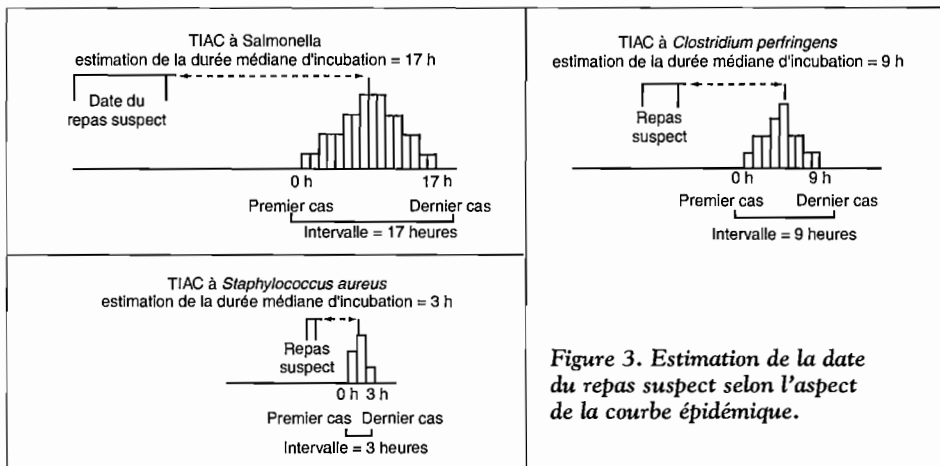 TIAC à Salmonella
estimation de la durée médiane d'incubation = 17 h
Date du
repas suspect
0 h 17 h
Premier cas Dernier cas
Intervalle = 17 heures
TIAC à Clostridium perfringens
estimation de la durée médiane d'incubation = 9 h
Repas
suspect
0 h 9 h
Premier cas Dernier cas
Intervalle = 9 heures
TIAC à Staphylococcus aureus
estimation de la durée médiane d'incubation = 3 h
Repas
suspect
0 h 3 h
Premier cas Dernier cas
Intervalle = 3 heures
Figure 3. Estimation de la date
du repas suspect selon l'aspect
de la courbe épidémique.